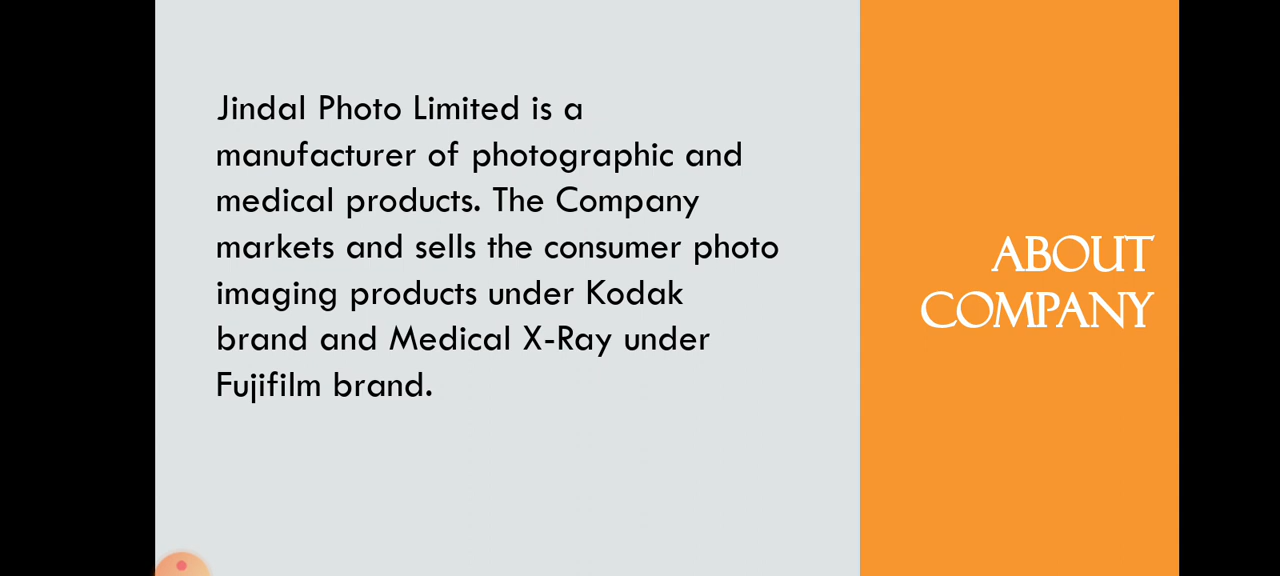 Jindal Photo Limited is a
manufacturer of photographic and
medical products. The Company
markets and sells the consumer photo
imaging products under Kodak
brand and Medical X-Ray under
Fujifilm brand.
ABOUT
COMPANY